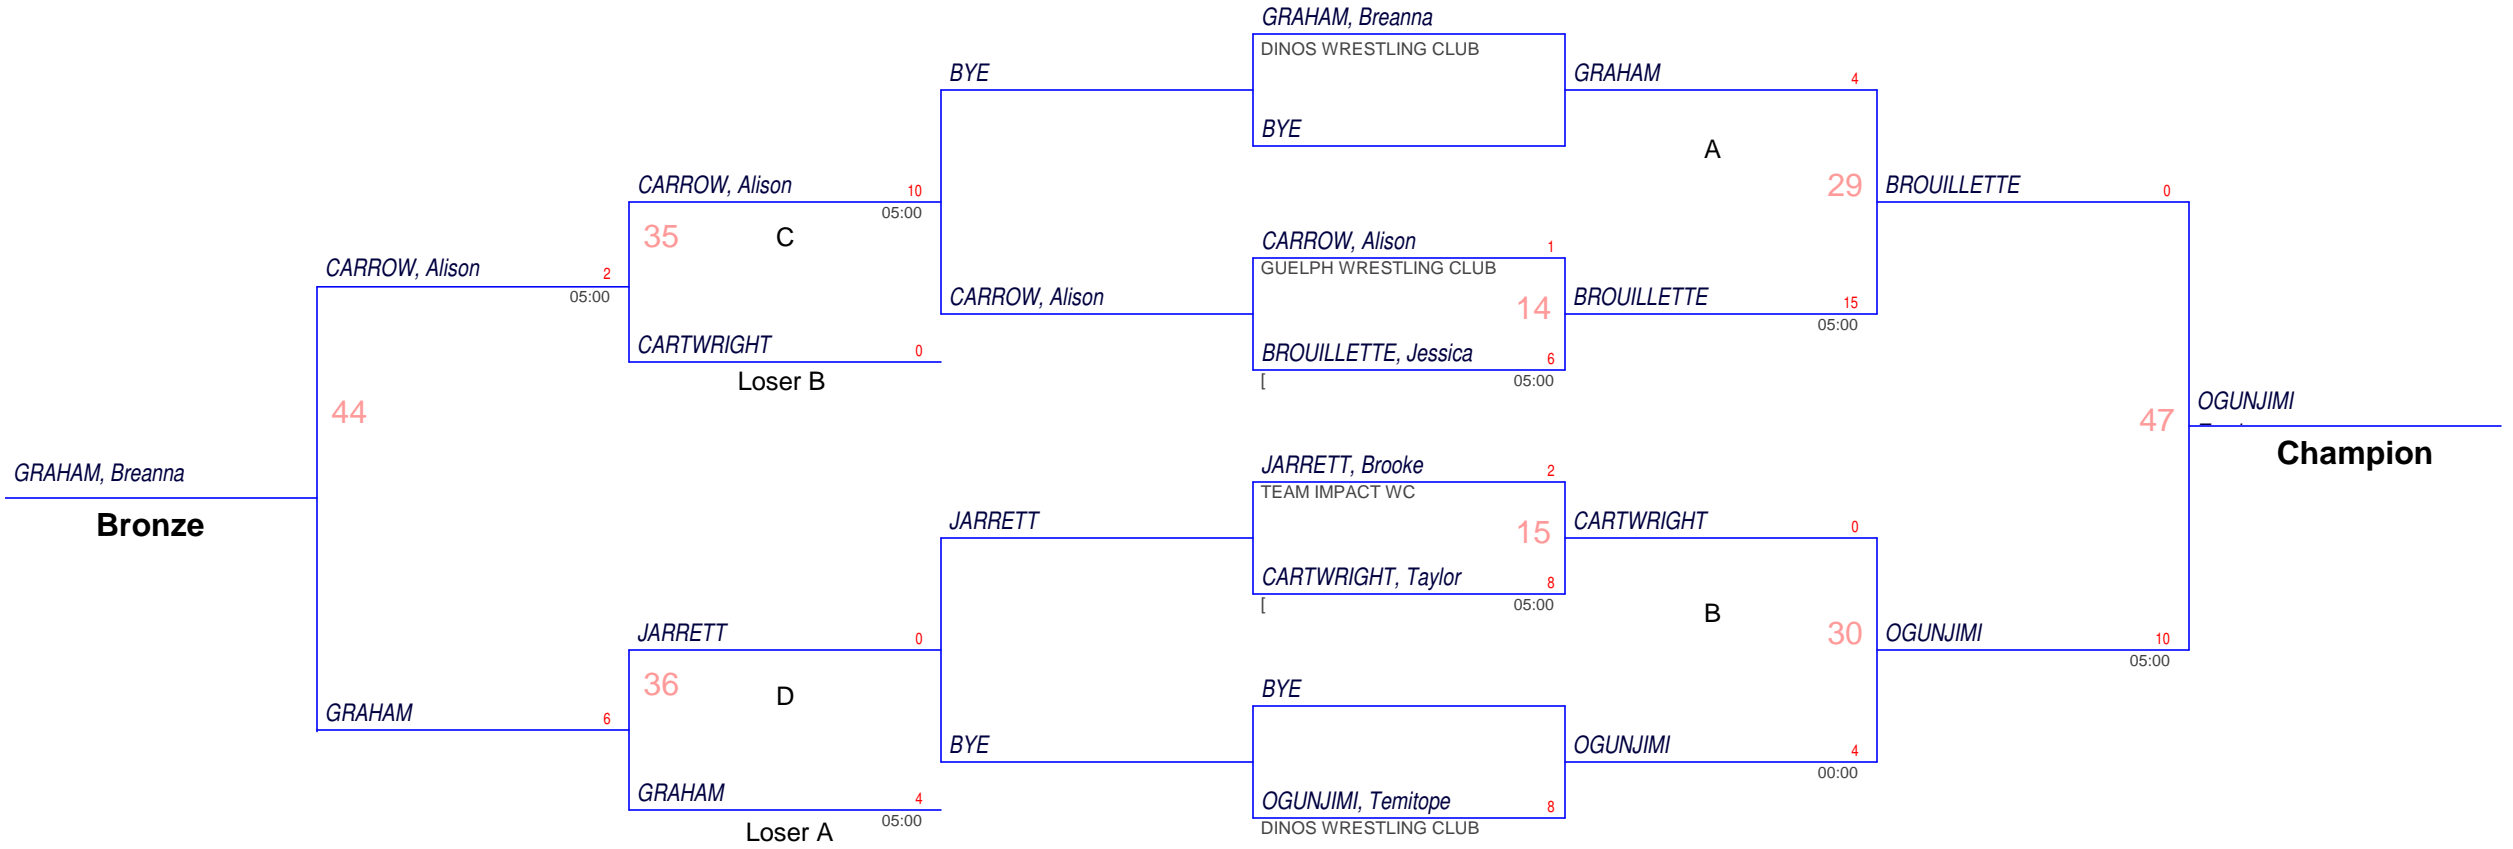 GRAHAM, Breanna
DINOS WRESTLING CLUB
BYE
GRAHAM 4
BYE
A
CARROW, Alison 10
05:00
29
BROUILLETTE 0
35
C
CARROW, Alison 1
GUELPH WRESTLING CLUB
CARROW, Alison 2
05:00
CARROW, Alison
14
BROUILLETTE 15
05:00
CARTWRIGHT 0
Loser B
BROUILLETTE, Jessica 6
[
05:00
44
47
OGUNJIMI
Champion
GRAHAM, Breanna
Bronze
JARRETT, Brooke 2
TEAM IMPACT WC
JARRETT
15
CARTWRIGHT 0
CARTWRIGHT, Taylor 8
[
05:00
B
JARRETT 0
30
OGUNJIMI 10
05:00
36
D
BYE
GRAHAM 6
BYE
OGUNJIMI 4
00:00
GRAHAM 4
05:00
Loser A
OGUNJIMI, Temitope 8
DINOS WRESTLING CLUB